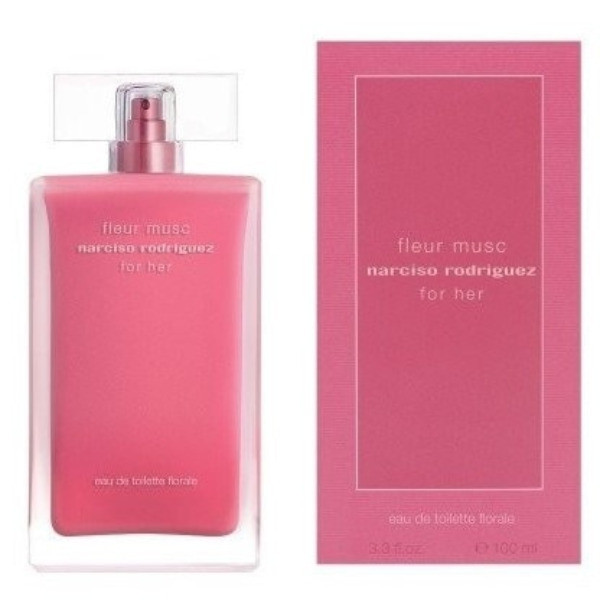 fleur musc
narciso rodriguez
for her
eau de toilette florale
fleur musc
narciso rodriguez
for her
eau de toilette florale
3.3 fl.oz. ℮ 100 ml